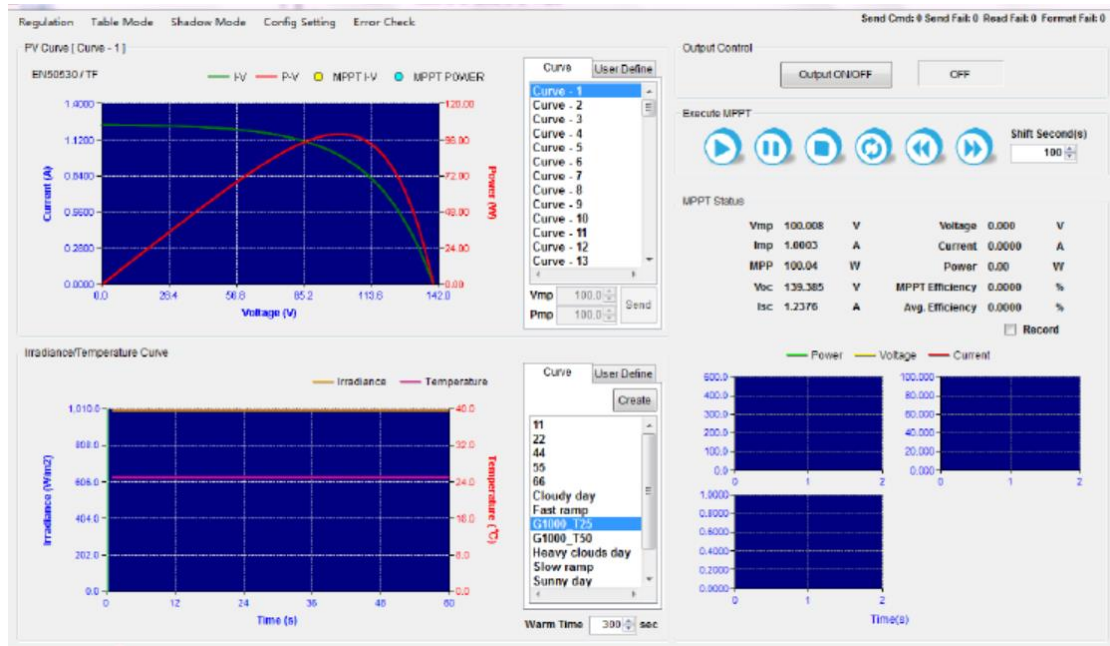 Regulation Table Mode Shadow Mode Config Setting Error Check
Send Cmd: 0 Send Fail: 0 Read Fail: 0 Format Fail: 0
PV Curve [ Curve - 1 ]
EN50530 / TF
I-V P-V MPPT I-V MPPT POWER
1.4000
1.1200
0.8400
0.5600
0.2800
0.0000
Current (A)
120.00
96.00
72.00
48.00
24.00
0.00
Power (W)
0.0 28.4 56.8 85.2 113.6 142.0
Voltage (V)
Curve User Define
Curve - 1
Curve - 2
Curve - 3
Curve - 4
Curve - 5
Curve - 6
Curve - 7
Curve - 8
Curve - 9
Curve - 10
Curve - 11
Curve - 12
Curve - 13
Vmp 100.0
Pmp 100.0
Send
Output Control
Output ON/OFF OFF
Execute MPPT
Shift Second(s)
100
MPPT Status
Vmp 100.008 V Voltage 0.000 V
Imp 1.0003 A Current 0.0000 A
MPP 100.04 W Power 0.00 W
Voc 139.385 V MPPT Efficiency 0.0000 %
Isc 1.2376 A Avg. Efficiency 0.0000 %
Record
Power Voltage Current
600.0
400.0
300.0
200.0
100.0
0.0
0 1 2
100.000
80.000
60.000
40.000
20.000
0.000
0 1 2
1.0000
0.8000
0.6000
0.4000
0.2000
0.0000
0 1 2
Time(s)
Irradiance/Temperature Curve
Irradiance Temperature
1,010.0
808.0
606.0
404.0
202.0
0.0
Irradiance (W/m2)
40.0
32.0
24.0
16.0
8.0
0.0
Temperature (℃)
0 12 24 36 48 60
Time (s)
Curve User Define
Create
11
22
44
55
66
Cloudy day
Fast ramp
G1000_T25
G1000_T50
Heavy clouds day
Slow ramp
Sunny day
Warm Time 300 sec